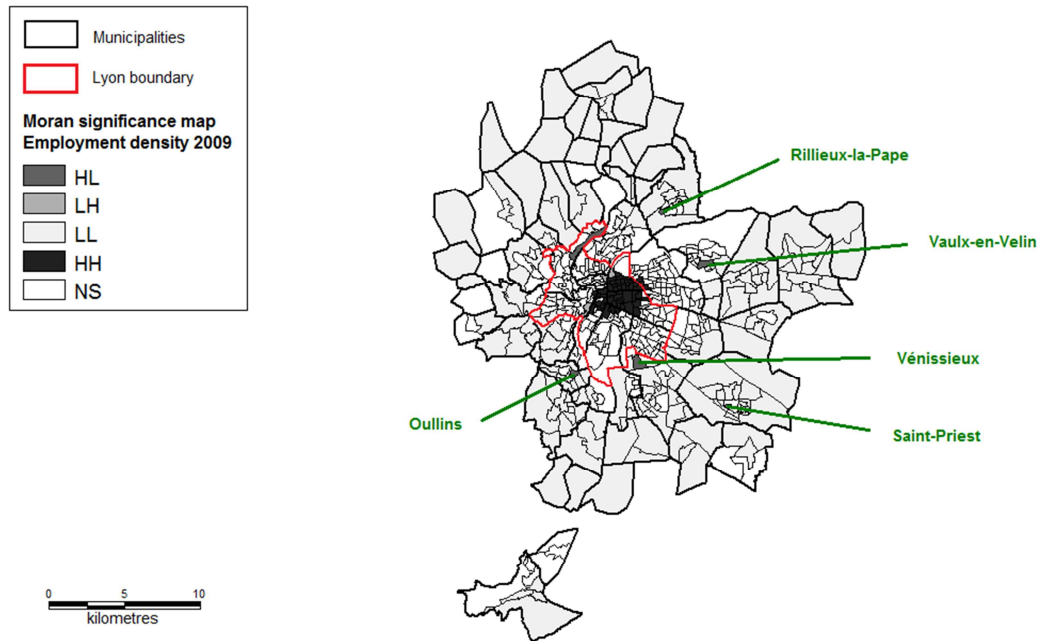 Municipalities
Lyon boundary
Moran significance map
Employment density 2009
HL
LH
LL
HH
NS
Rillieux-la-Pape
Vaulx-en-Velin
Vénissieux
Oullins
Saint-Priest
0 5 10
kilometres